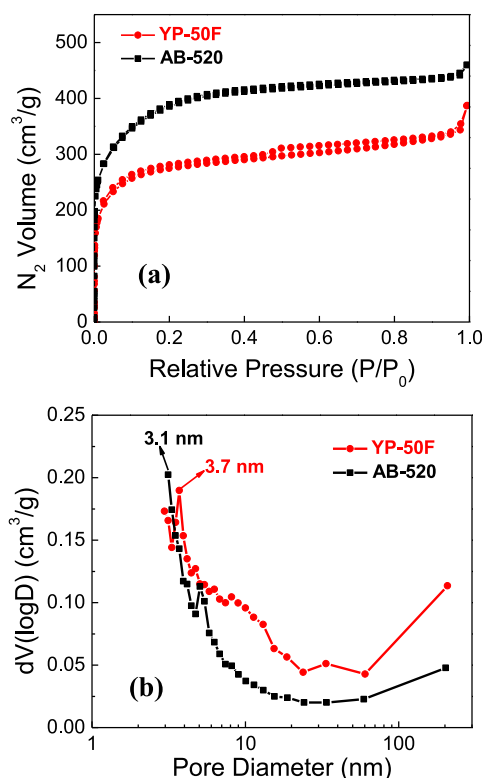 YP-50F
AB-520
500
400
300
200
100
0
N₂ Volume (cm³/g)
(a)
0.0 0.2 0.4 0.6 0.8 1.0
Relative Pressure (P/P₀)
3.1 nm
3.7 nm
YP-50F
AB-520
0.25
0.20
0.15
0.10
0.05
0.00
dV(logD) (cm³/g)
(b)
1 10 100
Pore Diameter (nm)